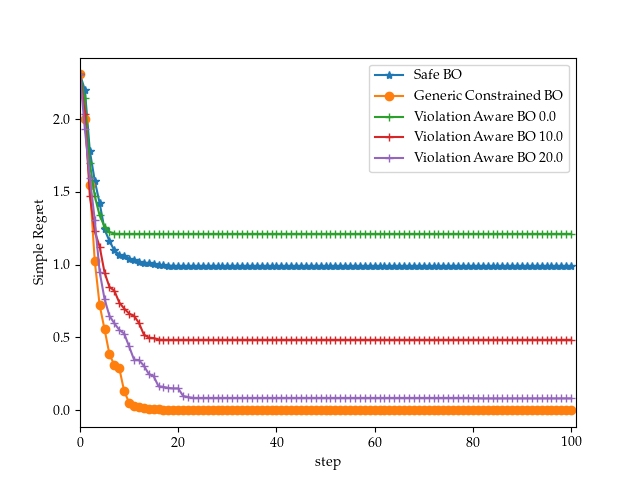 Safe BO
Generic Constrained BO
Violation Aware BO 0.0
Violation Aware BO 10.0
Violation Aware BO 20.0
2.0
1.5
1.0
0.5
0.0
Simple Regret
0 20 40 60 80 100
step